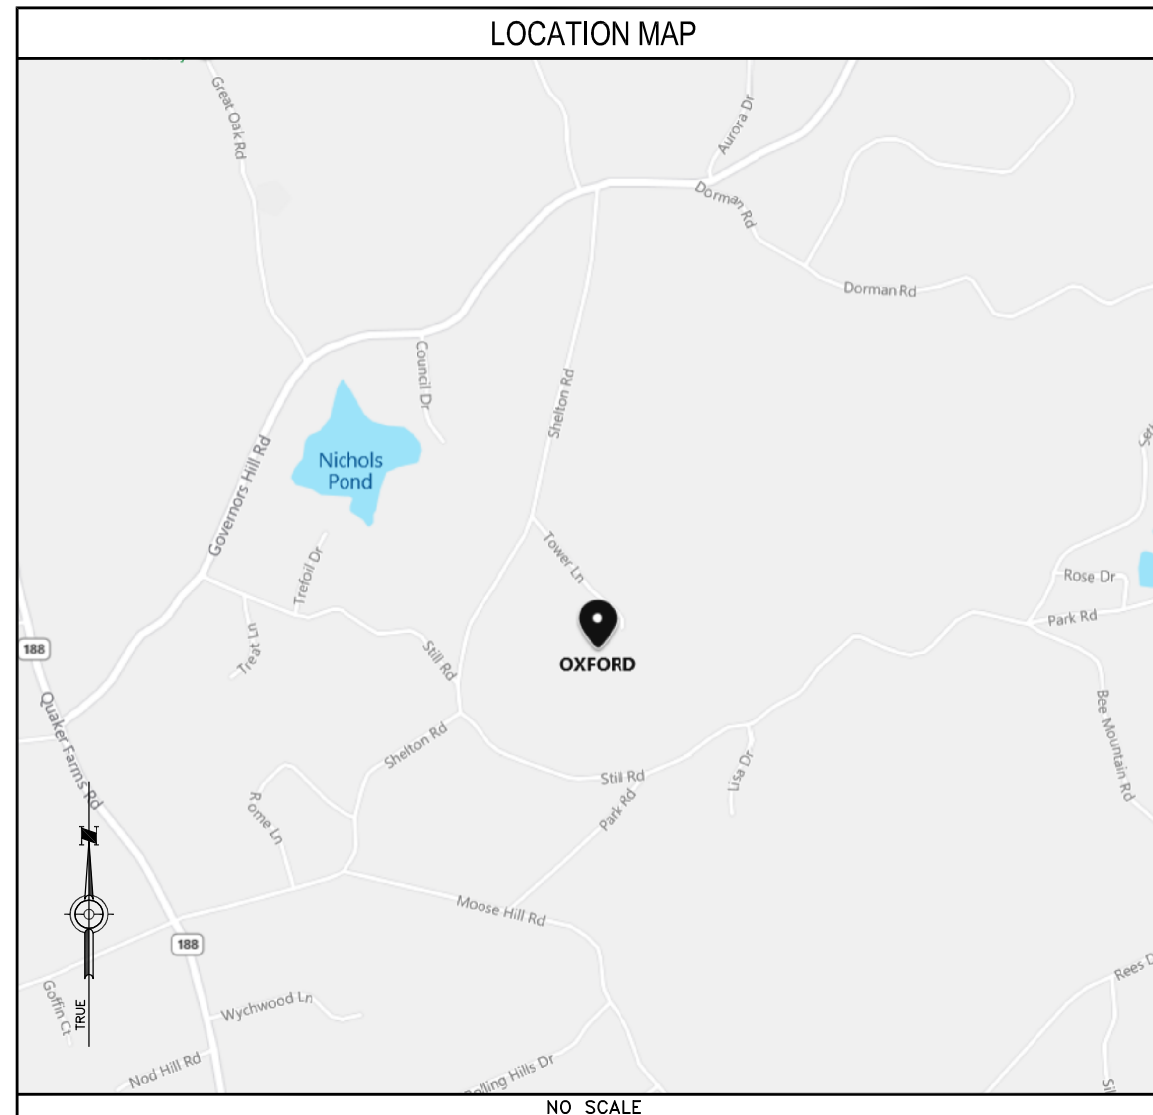 LOCATION MAP
Great Oak Rd
Aurora Dr
Dorman Rd
Dorman Rd
Council Dr
Shelton Rd
Nichols
Pond
Governors Hill Rd
Tower Ln
Trefoil Dr
Rose Dr
Park Rd
Treat Ln
188
Still Rd
OXFORD
Quaker Farms Rd
Shelton Rd
Bee Mountain Rd
Still Rd
Lisa Dr
Park Rd
Rome Ln
Moose Hill Rd
188
Rees D
Goffin Ct
TRUE
Wychwood Ln
Nod Hill Rd
olling Hills Dr
NO SCALE